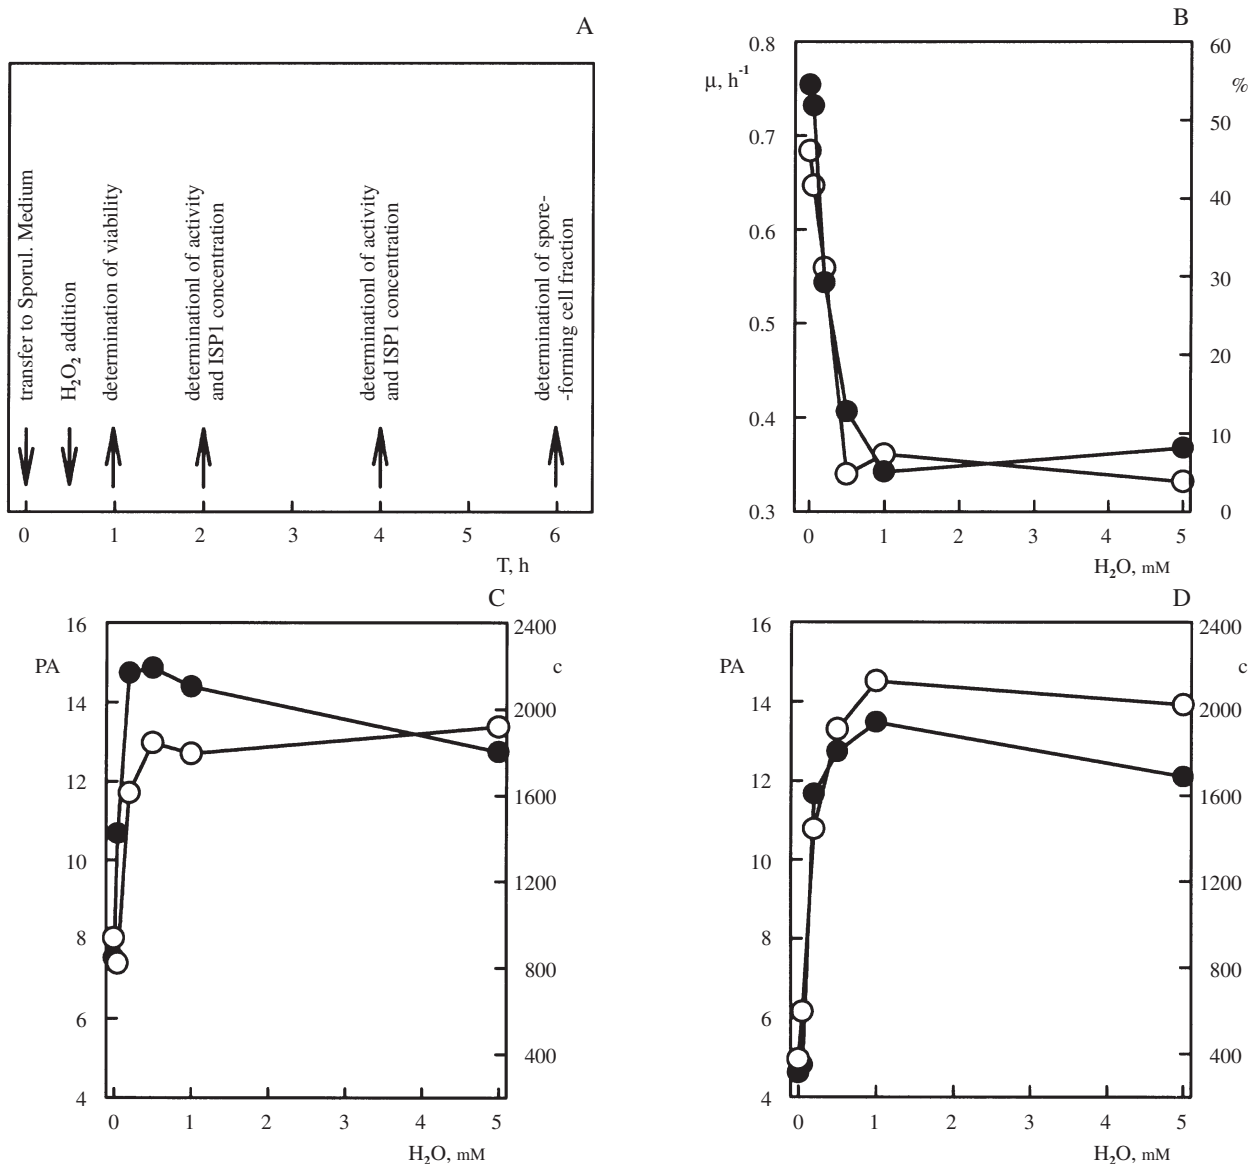 A
transfer to Sporul. Medium
H₂O₂ addition
determination of viability
determinationl of activity
and ISP1 concentration
determinationl of activity
and ISP1 concentration
determinationl of spore-
-forming cell fraction
0 1 2 3 4 5 6
T, h
B
μ, h⁻¹
%
0.8
0.7
0.6
0.5
0.4
0.3
60
50
40
30
20
10
0
0 1 2 3 4 5
H₂O, mM
C
PA
c
16
14
12
10
8
6
4
2400
2000
1600
1200
800
400
0 1 2 3 4 5
H₂O, mM
D
PA
c
16
14
12
10
8
6
4
2400
2000
1600
1200
800
400
0 1 2 3 4 5
H₂O, mM